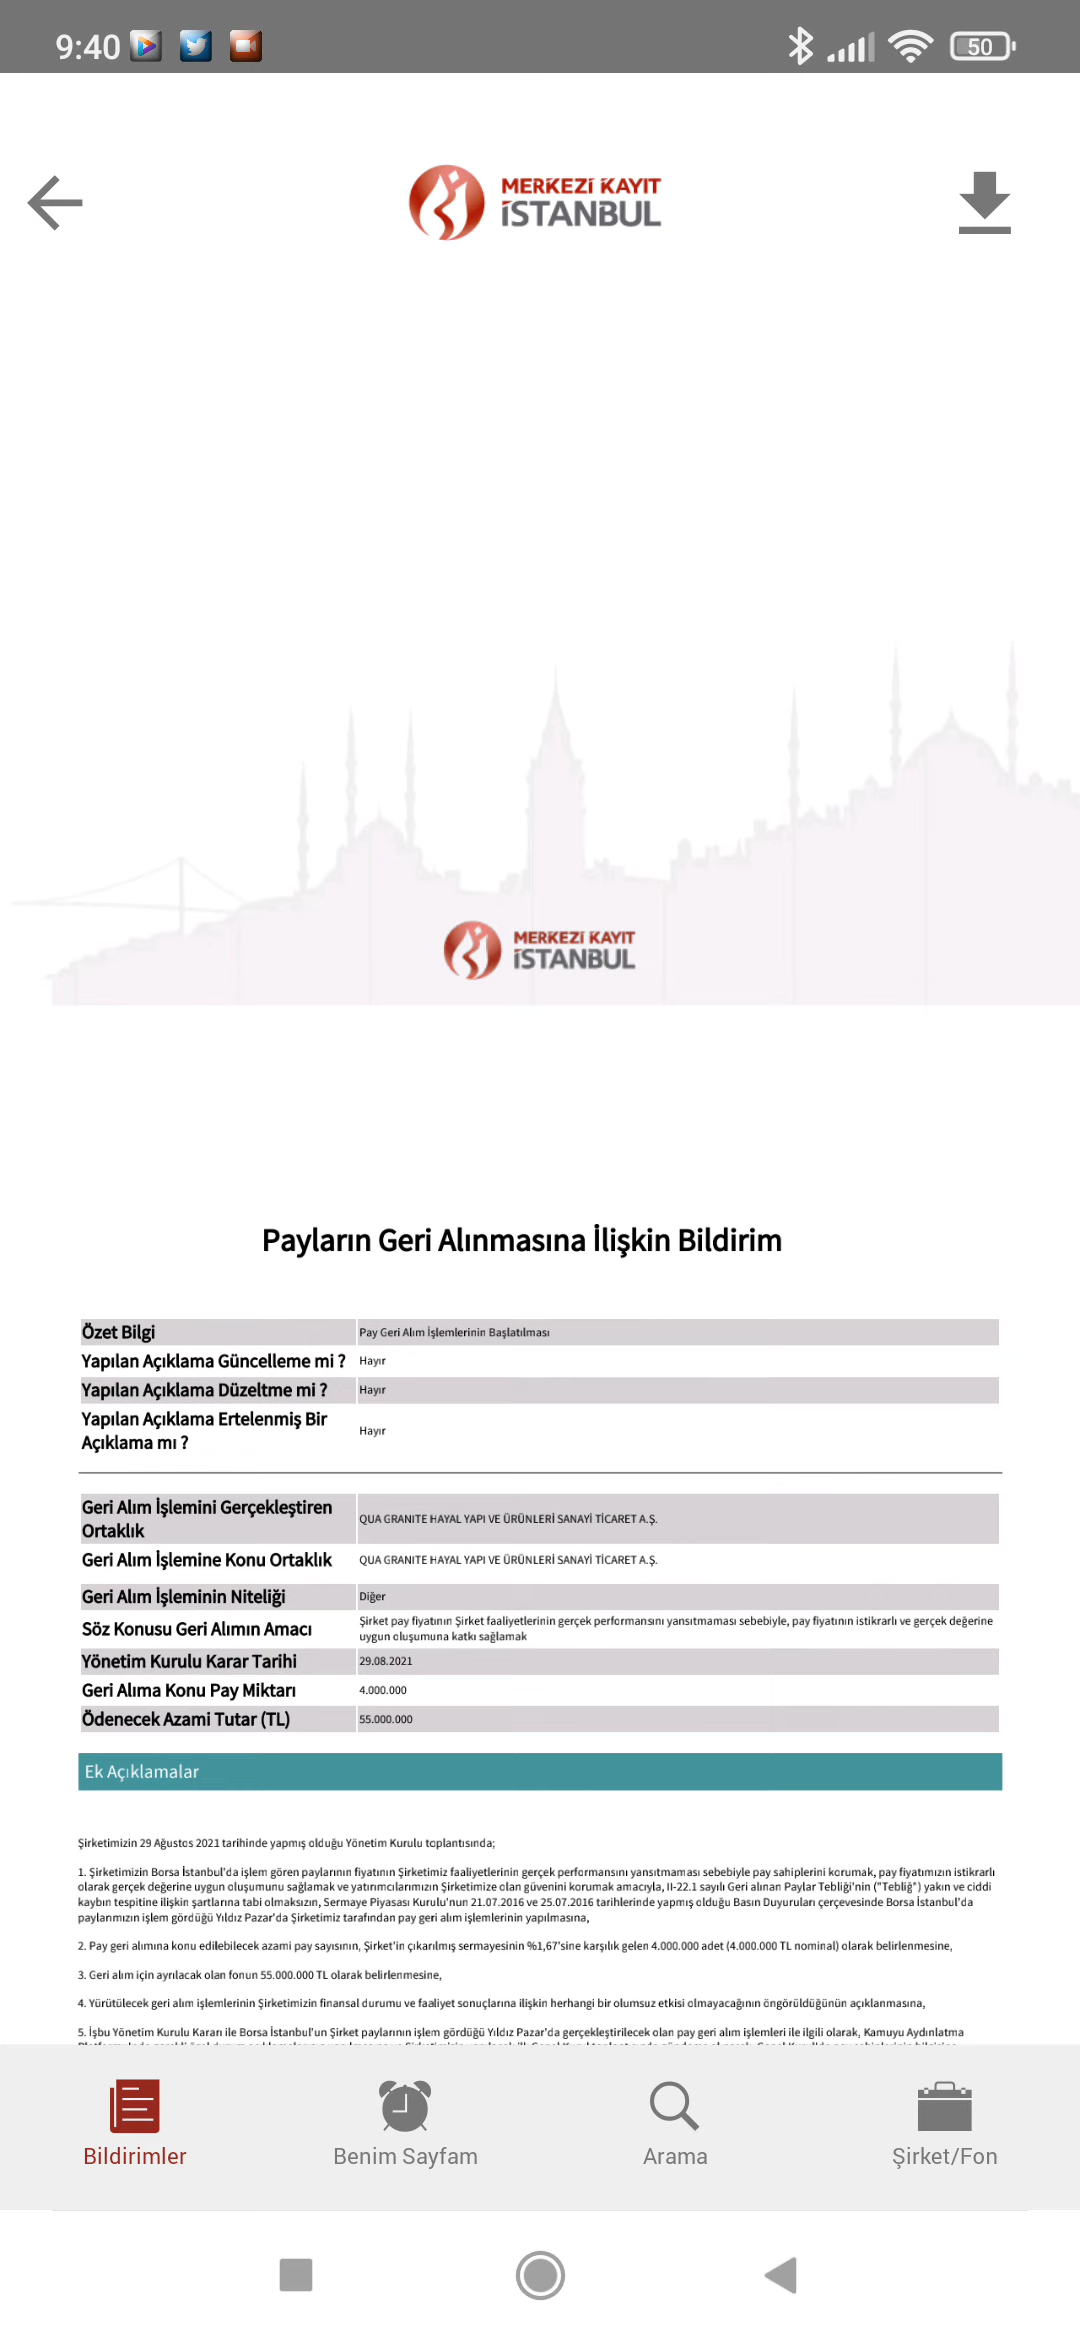 9:40
50
MERKEZİ KAYIT
İSTANBUL
MERKEZİ KAYIT
İSTANBUL
Payların Geri Alınmasına İlişkin Bildirim
Özet Bilgi Pay Geri Alım İşlemlerinin Başlatılması
Yapılan Açıklama Güncelleme mi ? Hayır
Yapılan Açıklama Düzeltme mi ? Hayır
Yapılan Açıklama Ertelenmiş Bir
Açıklama mı ? Hayır
Geri Alım İşlemini Gerçekleştiren
Ortaklık QUA GRANITE HAYAL YAPI VE ÜRÜNLERİ SANAYİ TİCARET A.Ş.
Geri Alım İşlemine Konu Ortaklık QUA GRANITE HAYAL YAPI VE ÜRÜNLERİ SANAYİ TİCARET A.Ş.
Geri Alım İşleminin Niteliği Diğer
Söz Konusu Geri Alımın Amacı Şirket pay fiyatının Şirket faaliyetlerinin gerçek performansını yansıtmaması sebebiyle, pay fiyatının istikrarlı ve gerçek değerine
uygun oluşumuna katkı sağlamak
Yönetim Kurulu Karar Tarihi 29.08.2021
Geri Alıma Konu Pay Miktarı 4.000.000
Ödenecek Azami Tutar (TL) 55.000.000
Ek Açıklamalar
Şirketimizin 29 Ağustos 2021 tarihinde yapmış olduğu Yönetim Kurulu toplantısında;
1. Şirketimizin Borsa İstanbul'da işlem gören paylarının fiyatının Şirketimiz faaliyetlerinin gerçek performansını yansıtmaması sebebiyle pay sahiplerini korumak, pay fiyatımızın istikrarlı
olarak gerçek değerine uygun oluşumunu sağlamak ve yatırımcılarımızın Şirketimize olan güvenini korumak amacıyla, II-22.1 sayılı Geri alınan Paylar Tebliği'nin ("Tebliğ") yakın ve ciddi
kaybın tespitine ilişkin şartlarına tabi olmaksızın, Sermaye Piyasası Kurulu'nun 21.07.2016 ve 25.07.2016 tarihlerinde yapmış olduğu Basın Duyuruları çerçevesinde Borsa İstanbul'da
paylarımızın işlem gördüğü Yıldız Pazar'da Şirketimiz tarafından pay geri alım işlemlerinin yapılmasına,
2. Pay geri alımına konu edilebilecek azami pay sayısının, Şirket'in çıkarılmış sermayesinin %1,67'sine karşılık gelen 4.000.000 adet (4.000.000 TL nominal) olarak belirlenmesine,
3. Geri alım için ayrılacak olan fonun 55.000.000 TL olarak belirlenmesine,
4. Yürütülecek geri alım işlemlerinin Şirketimizin finansal durumu ve faaliyet sonuçlarına ilişkin herhangi bir olumsuz etkisi olmayacağının öngörüldüğünün açıklanmasına,
5. İşbu Yönetim Kurulu Kararı ile Borsa İstanbul'un Şirket paylarının işlem gördüğü Yıldız Pazar'da gerçekleştirilecek olan pay geri alım işlemleri ile ilgili olarak, Kamuyu Aydınlatma
Bildirimler
Benim Sayfam
Arama
Şirket/Fon